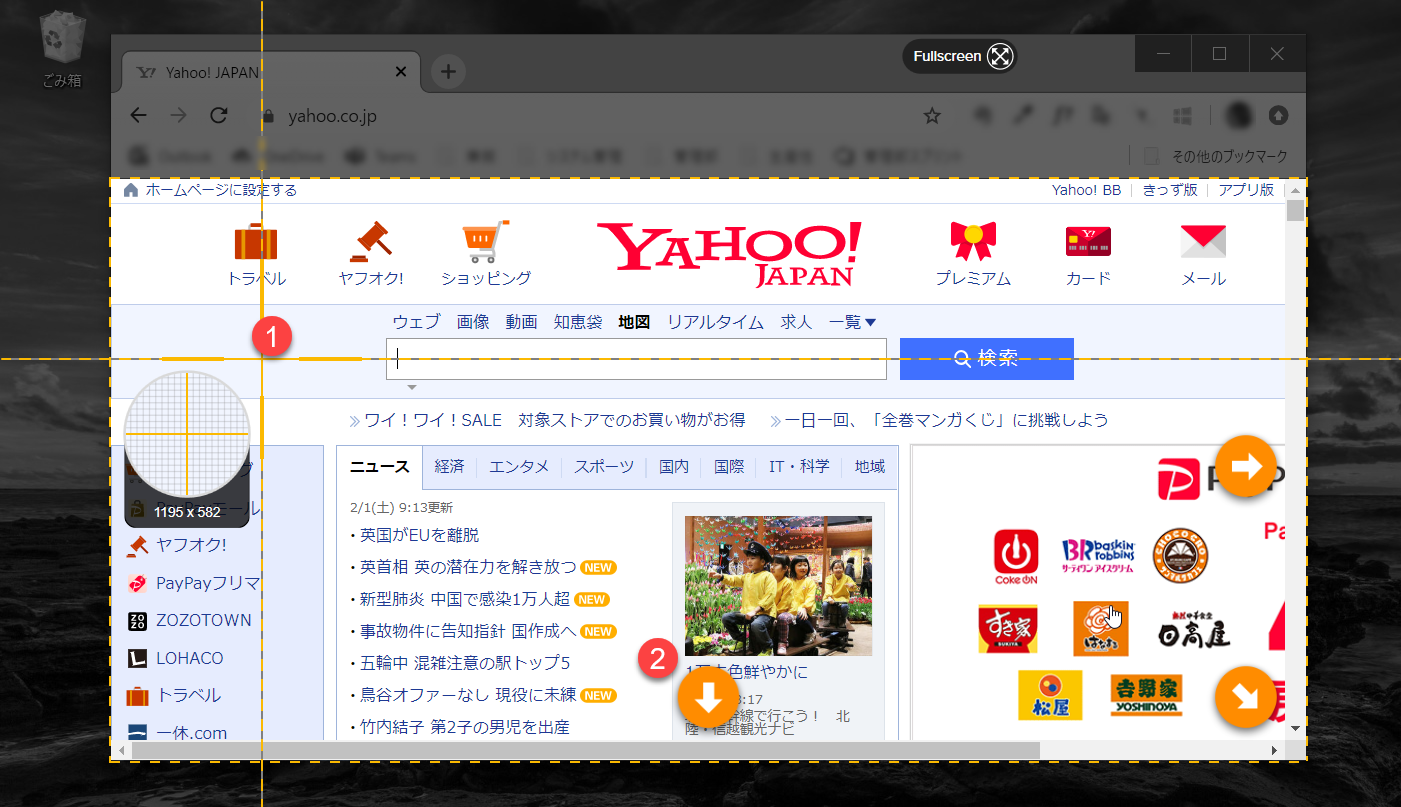 ごみ箱
Yahoo! JAPAN
Fullscreen
yahoo.co.jp
その他のブックマーク
ホームページに設定する
Yahoo! BB きっず版 アプリ版
YAHOO!
JAPAN
トラベル ヤフオク! ショッピング プレミアム カード メール
ウェブ 画像 動画 知恵袋 地図 リアルタイム 求人 一覧▼
1
検索
ワイ！ワイ！SALE 対象ストアでのお買い物がお得 一日一回、「全巻マンガくじ」に挑戦しよう
1195 x 582
ヤフオク!
PayPayフリマ
ZOZOTOWN
LOHACO
トラベル
一休.com
ニュース 経済 エンタメ スポーツ 国内 国際 IT・科学 地域
2/1(土) 9:13更新
・英国がEUを離脱
・英首相 英の潜在力を解き放つ NEW
・新型肺炎 中国で感染1万人超 NEW
・事故物件に告知指針 国作成へ NEW
・五輪中 混雑注意の駅トップ5
・鳥谷オファーなし 現役に未練 NEW
・竹内結子 第2子の男児を出産
2
色鮮やかに
:17
幹線で行こう！ 北
陸・信越観光ナビ
Coke ON
BR baskin robbins
サーティワン アイスクリーム
すき家
SUKIYA
はなまる
熱烈中華食堂
日高屋
松屋
吉野家
YOSHINOYA